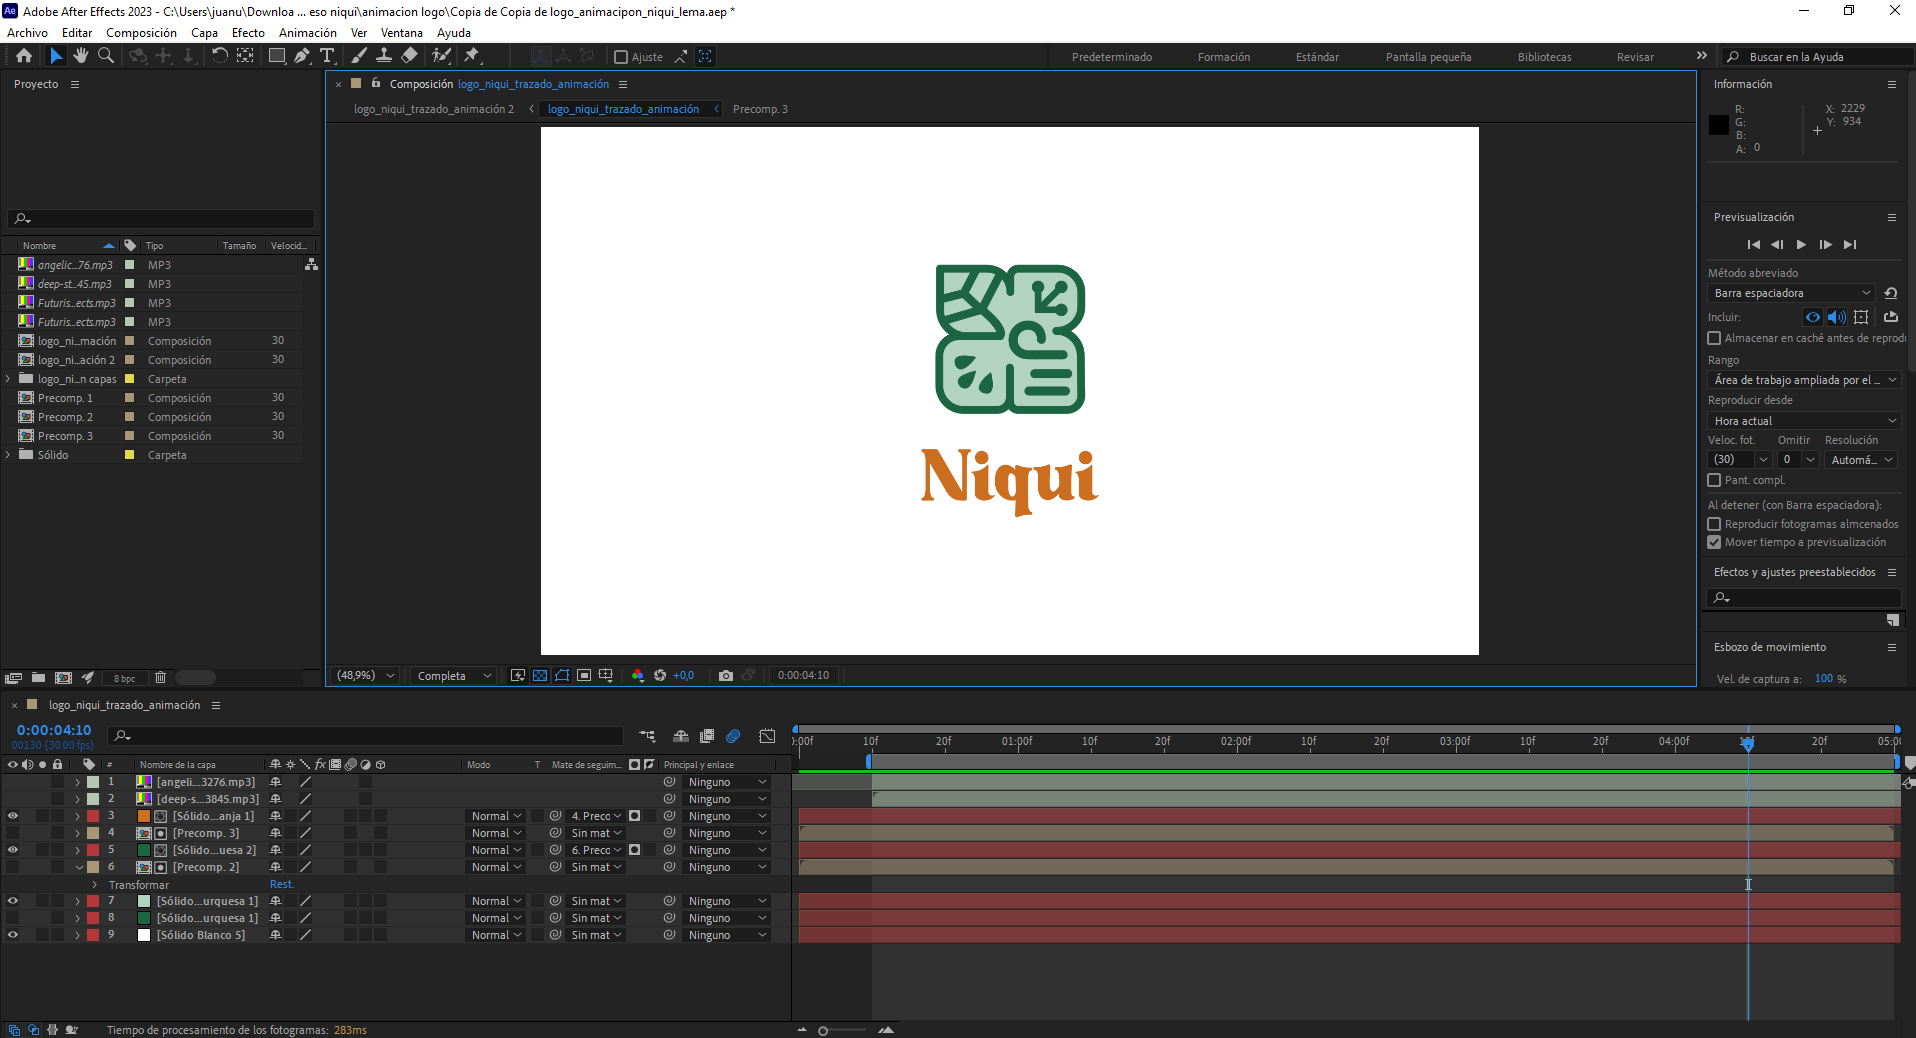 Adobe After Effects 2023 - C:\Users\juanu\Downloa ... eso niqui\animacion logo\Copia de Copia de logo_animacipon_niqui_lema.aep *
Archivo Editar Composición Capa Efecto Animación Ver Ventana Ayuda
Ajuste Predeterminado Formación Estándar Pantalla pequeña Bibliotecas Revisar Buscar en la Ayuda
Proyecto
Nombre Tipo Tamaño Velocid...
angelic...76.mp3 MP3
deep-st...45.mp3 MP3
Futuris...ects.mp3 MP3
Futuris...ects.mp3 MP3
logo_ni...mación Composición 30
logo_ni...ación 2 Composición 30
logo_ni...n capas Carpeta
Precomp. 1 Composición 30
Precomp. 2 Composición 30
Precomp. 3 Composición 30
Sólido Carpeta
8 bpc
Composición logo_niqui_trazado_animación
logo_niqui_trazado_animación 2 logo_niqui_trazado_animación Precomp. 3
Niqui
(48,9%) Completa +0,0 0:00:04:10
Información
R: X: 2229
G: Y: 934
B:
A: 0
Previsualización
Método abreviado
Barra espaciadora
Incluir:
Almacenar en caché antes de reprodu
Rango
Área de trabajo ampliada por el ...
Reproducir desde
Hora actual
Veloc. fot. Omitir Resolución
(30) 0 Automá...
Pant. compl.
Al detener (con Barra espaciadora):
Reproducir fotogramas almcenados
Mover tiempo a previsualización
Efectos y ajustes preestablecidos
Esbozo de movimiento
Vel. de captura a: 100 %
logo_niqui_trazado_animación
0:00:04:10
00130 (30.00 fps)
):00f 10f 20f 01:00f 10f 20f 02:00f 10f 20f 03:00f 10f 20f 04:00f 10f 20f 05:00
# Nombre de la capa fx Modo T Mate de seguim... Principal y enlace
1 [angeli...3276.mp3] Ninguno
2 [deep-s...3845.mp3] Ninguno
3 [Sólido...anja 1] Normal 4. Preco Ninguno
4 [Precomp. 3] Normal Sin mat Ninguno
5 [Sólido...uesa 2] Normal 6. Preco Ninguno
6 [Precomp. 2] Normal Sin mat Ninguno
Transformar Rest.
7 [Sólido...urquesa 1] Normal Sin mat Ninguno
8 [Sólido...urquesa 1] Normal Sin mat Ninguno
9 [Sólido Blanco 5] Normal Sin mat Ninguno
Tiempo de procesamiento de los fotogramas: 283ms